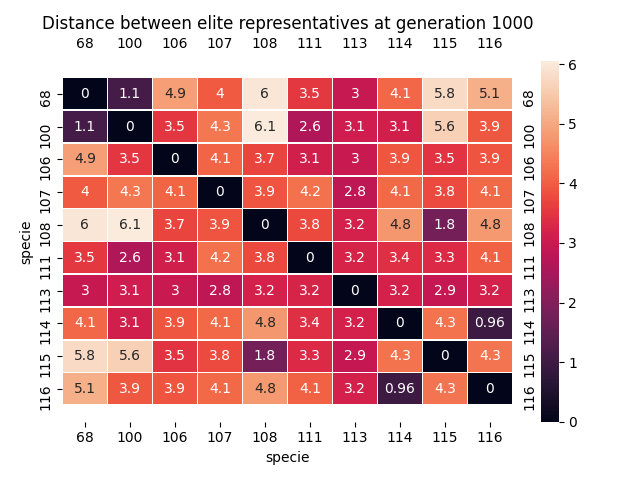 Distance between elite representatives at generation 1000
68 100 106 107 108 111 113 114 115 116
68 0 1.1 4.9 4 6 3.5 3 4.1 5.8 5.1 68
100 1.1 0 3.5 4.3 6.1 2.6 3.1 3.1 5.6 3.9 100
106 4.9 3.5 0 4.1 3.7 3.1 3 3.9 3.5 3.9 106
107 4 4.3 4.1 0 3.9 4.2 2.8 4.1 3.8 4.1 107
108 6 6.1 3.7 3.9 0 3.8 3.2 4.8 1.8 4.8 108
111 3.5 2.6 3.1 4.2 3.8 0 3.2 3.4 3.3 4.1 111
113 3 3.1 3 2.8 3.2 3.2 0 3.2 2.9 3.2 113
114 4.1 3.1 3.9 4.1 4.8 3.4 3.2 0 4.3 0.96 114
115 5.8 5.6 3.5 3.8 1.8 3.3 2.9 4.3 0 4.3 115
116 5.1 3.9 3.9 4.1 4.8 4.1 3.2 0.96 4.3 0 116
68 100 106 107 108 111 113 114 115 116
specie
specie
6
5
4
3
2
1
0